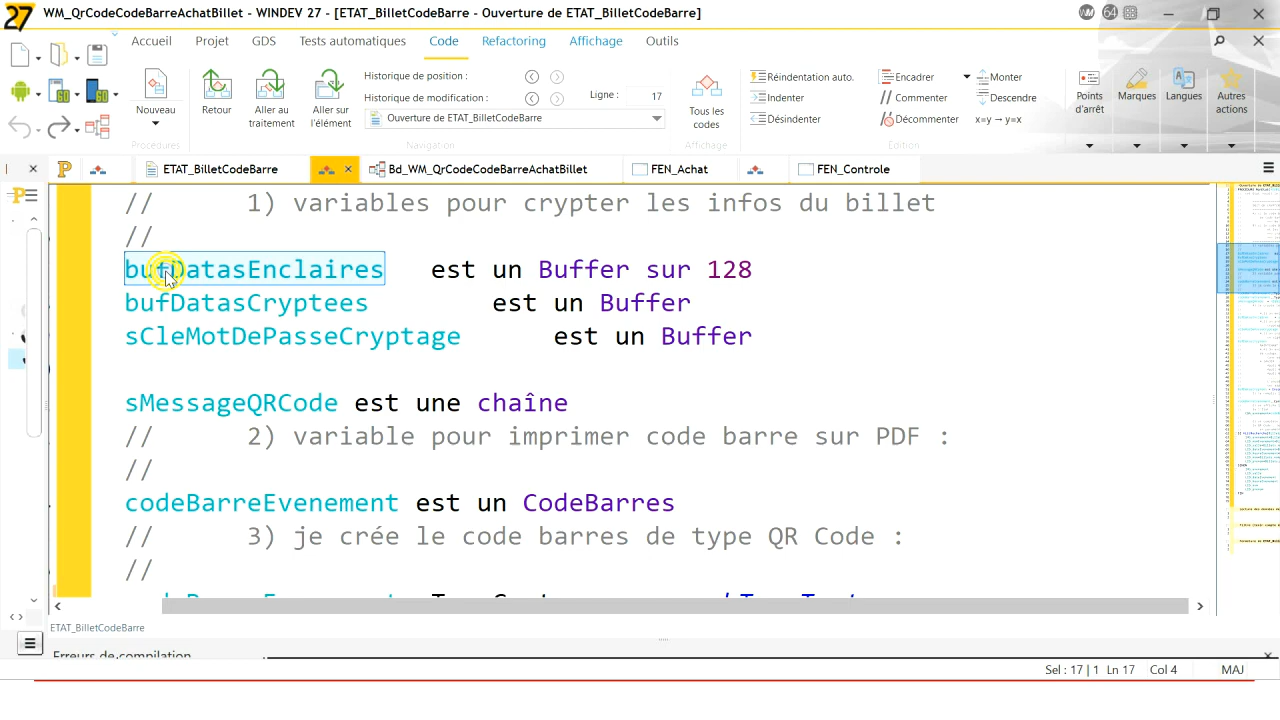 27 WM_QrCodeCodeBarreAchatBillet - WINDEV 27 - [ETAT_BilletCodeBarre - Ouverture de ETAT_BilletCodeBarre] WM 64
Accueil Projet GDS Tests automatiques Code Refactoring Affichage Outils
Nouveau
Procédures
Retour
Aller au traitement
Aller sur l'élément
Historique de position :
Historique de modification :
Ligne : 17
Ouverture de ETAT_BilletCodeBarre
Navigation
Tous les codes
Affichage
Réindentation auto.
Indenter
Désindenter
Encadrer
// Commenter
Décommenter
Monter
Descendre
x=y → y=x
Edition
Points d'arrêt
Marques
Langues
Autres actions
ETAT_BilletCodeBarre Bd_WM_QrCodeCodeBarreAchatBillet FEN_Achat FEN_Controle
// 1) variables pour crypter les infos du billet
//
bufDatasEnclaires est un Buffer sur 128
bufDatasCryptees est un Buffer
sCleMotDePasseCryptage est un Buffer
sMessageQRCode est une chaîne
// 2) variable pour imprimer code barre sur PDF :
//
codeBarreEvenement est un CodeBarres
// 3) je crée le code barres de type QR Code :
//
ETAT_BilletCodeBarre
Erreurs de compilation
Sel : 17 | 1 Ln 17 Col 4 MAJ